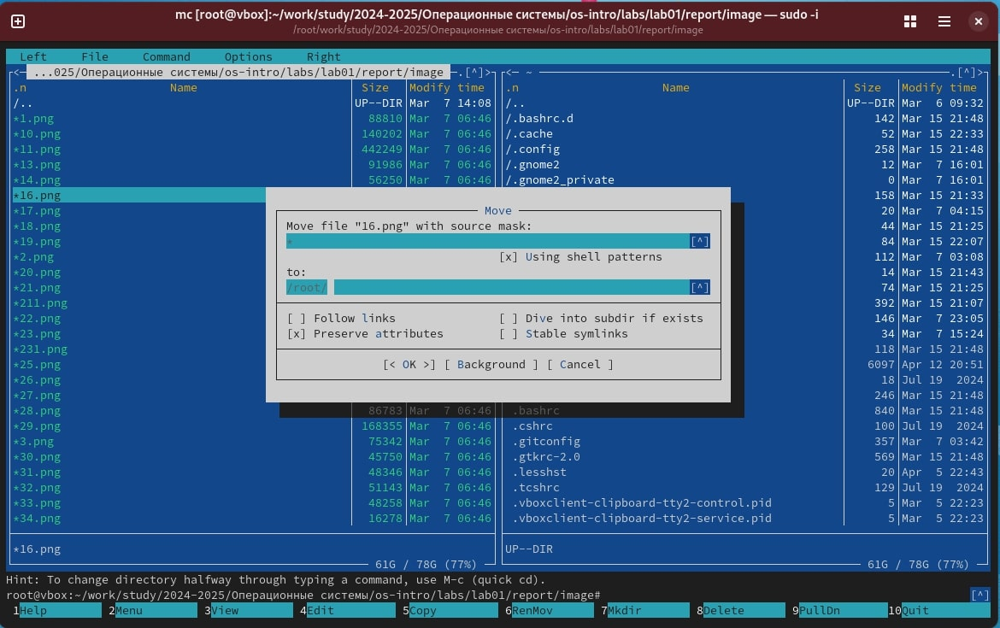 mc [root@vbox]:~/work/study/2024-2025/Операционные системы/os-intro/labs/lab01/report/image — sudo -i
/root/work/study/2024-2025/Операционные системы/os-intro/labs/lab01/report/image
Left File Command Options Right
<— ...025/Операционные системы/os-intro/labs/lab01/report/image —.[^]> <— ~ —.[^]>
.n Name Size Modify time .n Name Size Modify time
/.. UP--DIR Mar 7 14:08 /.. UP--DIR Mar 6 09:32
*1.png 88810 Mar 7 06:46 /.bashrc.d 142 Mar 15 21:48
*10.png 140202 Mar 7 06:46 /.cache 52 Mar 15 22:33
*11.png 442249 Mar 7 06:46 /.config 258 Mar 15 21:48
*13.png 91986 Mar 7 06:46 /.gnome2 12 Mar 7 16:01
*14.png 56250 Mar 7 06:46 /.gnome2_private 0 Mar 7 16:01
*16.png 158 Mar 15 21:33
*17.png Move 20 Mar 7 04:15
*18.png Move file "16.png" with source mask: 44 Mar 15 21:25
*19.png * [^] 84 Mar 15 22:07
*2.png [x] Using shell patterns 112 Mar 7 03:08
*20.png to: 14 Mar 15 21:43
*21.png /root/ [^] 74 Mar 15 21:25
*211.png 392 Mar 15 21:07
*22.png [ ] Follow links [ ] Dive into subdir if exists 146 Mar 7 23:05
*23.png [x] Preserve attributes [ ] Stable symlinks 34 Mar 7 15:24
*231.png 118 Mar 15 21:48
*25.png [< OK >] [ Background ] [ Cancel ] 6097 Apr 12 20:51
*26.png 18 Jul 19 2024
*27.png 246 Mar 15 21:48
*28.png 86783 Mar 7 06:46 .bashrc 840 Mar 15 21:48
*29.png 168355 Mar 7 06:46 .cshrc 100 Jul 19 2024
*3.png 75342 Mar 7 06:46 .gitconfig 357 Mar 7 03:42
*30.png 45750 Mar 7 06:46 .gtkrc-2.0 569 Mar 15 21:48
*31.png 48346 Mar 7 06:46 .lesshst 20 Apr 5 22:43
*32.png 51143 Mar 7 06:46 .tcshrc 129 Jul 19 2024
*33.png 48258 Mar 7 06:46 .vboxclient-clipboard-tty2-control.pid 5 Mar 5 22:23
*34.png 16278 Mar 7 06:46 .vboxclient-clipboard-tty2-service.pid 5 Mar 5 22:23
*16.png UP--DIR
61G / 78G (77%) 61G / 78G (77%)
Hint: To change directory halfway through typing a command, use M-c (quick cd).
root@vbox:~/work/study/2024-2025/Операционные системы/os-intro/labs/lab01/report/image# [^]
1Help 2Menu 3View 4Edit 5Copy 6RenMov 7Mkdir 8Delete 9PullDn 10Quit